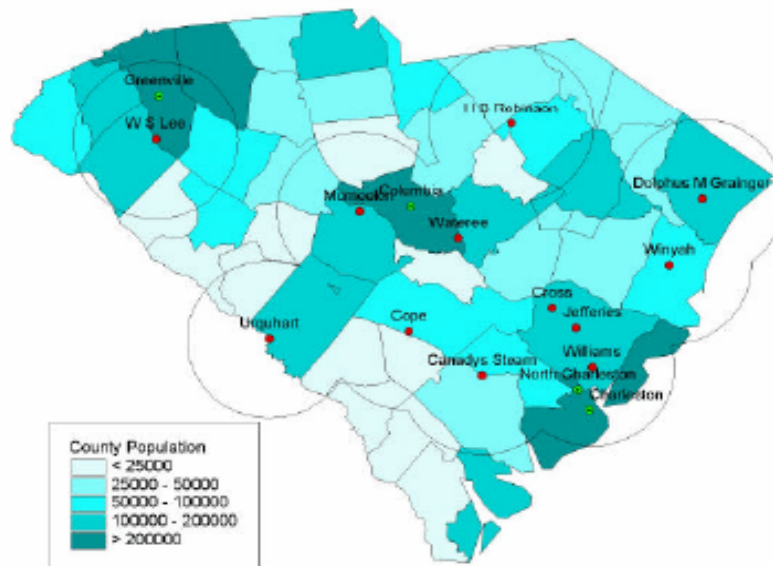 Greenville
W S Lee
H B Robinson
Dolphus M Grainger
Columbia
Mcmeekin
Wateree
Winyah
Cross
Jefferies
Urquhart
Cope
Williams
Canadys Steam
North Charleston
Charleston
County Population
< 25000
25000 - 50000
50000 - 100000
100000 - 200000
> 200000